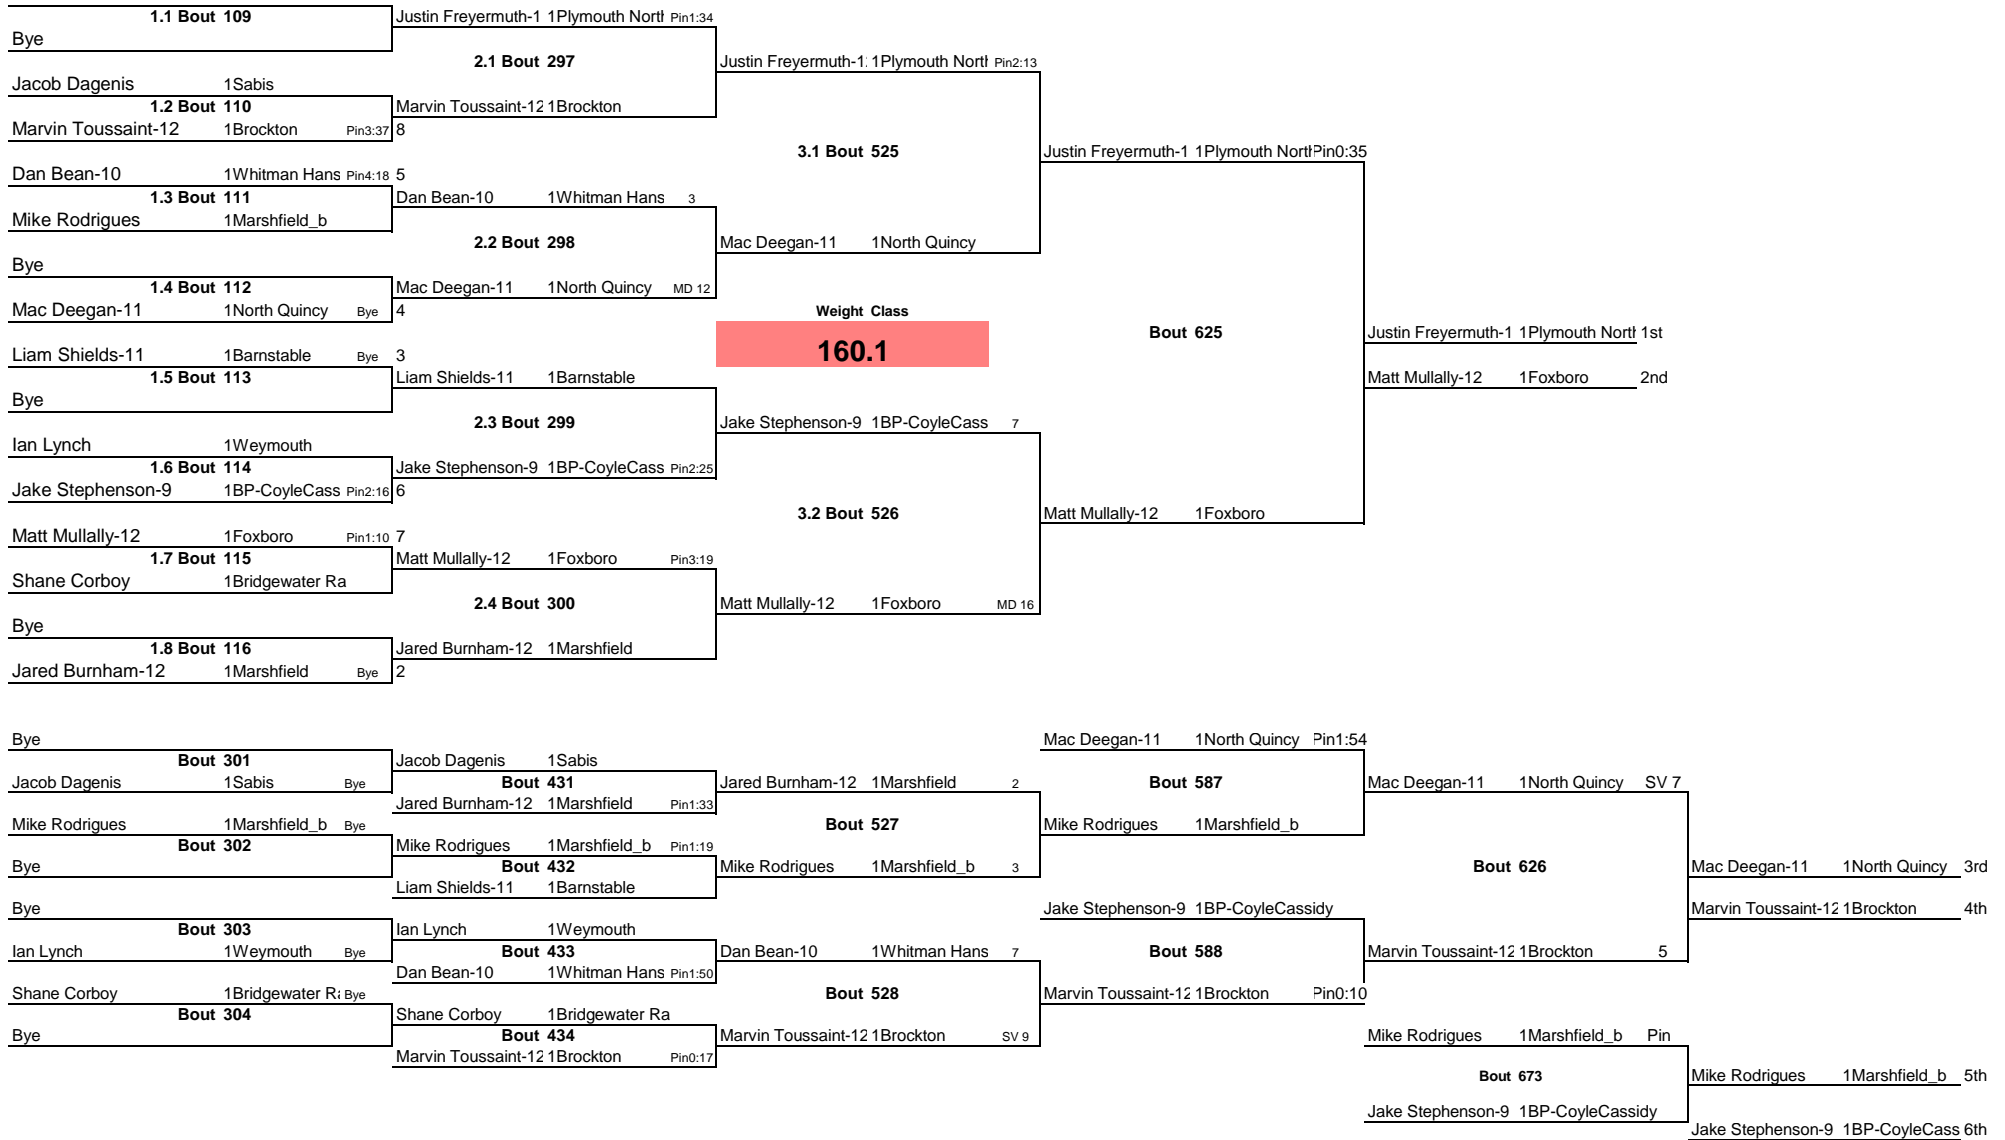 1.1 Bout 109 Justin Freyermuth-1 1Plymouth North Pin1:34
Bye
2.1 Bout 297 Justin Freyermuth-1 1Plymouth North Pin2:13
Jacob Dagenis 1Sabis
1.2 Bout 110 Marvin Toussaint-12 1Brockton
Marvin Toussaint-12 1Brockton Pin3:37 8
3.1 Bout 525 Justin Freyermuth-1 1Plymouth North Pin0:35
Dan Bean-10 1Whitman Hans Pin4:18 5
1.3 Bout 111 Dan Bean-10 1Whitman Hans 3
Mike Rodrigues 1Marshfield_b
2.2 Bout 298 Mac Deegan-11 1North Quincy
Bye
1.4 Bout 112 Mac Deegan-11 1North Quincy MD 12
Mac Deegan-11 1North Quincy Bye 4 Weight Class
Bout 625 Justin Freyermuth-1 1Plymouth North 1st
Liam Shields-11 1Barnstable Bye 3 160.1
1.5 Bout 113 Liam Shields-11 1Barnstable Matt Mullally-12 1Foxboro 2nd
Bye
2.3 Bout 299 Jake Stephenson-9 1BP-CoyleCass 7
Ian Lynch 1Weymouth
1.6 Bout 114 Jake Stephenson-9 1BP-CoyleCass Pin2:25
Jake Stephenson-9 1BP-CoyleCass Pin2:16 6
3.2 Bout 526 Matt Mullally-12 1Foxboro
Matt Mullally-12 1Foxboro Pin1:10 7
1.7 Bout 115 Matt Mullally-12 1Foxboro Pin3:19
Shane Corboy 1Bridgewater Ra
2.4 Bout 300 Matt Mullally-12 1Foxboro MD 16
Bye
1.8 Bout 116 Jared Burnham-12 1Marshfield
Jared Burnham-12 1Marshfield Bye 2
Bye Mac Deegan-11 1North Quincy Pin1:54
Bout 301 Jacob Dagenis 1Sabis
Jacob Dagenis 1Sabis Bye Bout 431 Jared Burnham-12 1Marshfield 2 Bout 587 Mac Deegan-11 1North Quincy SV 7
Jared Burnham-12 1Marshfield Pin1:33
Mike Rodrigues 1Marshfield_b Bye Bout 527 Mike Rodrigues 1Marshfield_b
Bout 302 Mike Rodrigues 1Marshfield_b Pin1:19
Bye Bout 432 Mike Rodrigues 1Marshfield_b 3 Bout 626 Mac Deegan-11 1North Quincy 3rd
Liam Shields-11 1Barnstable
Bye Jake Stephenson-9 1BP-CoyleCassidy Marvin Toussaint-12 1Brockton 4th
Bout 303 Ian Lynch 1Weymouth
Ian Lynch 1Weymouth Bye Bout 433 Dan Bean-10 1Whitman Hans 7 Bout 588 Marvin Toussaint-12 1Brockton 5
Dan Bean-10 1Whitman Hans Pin1:50
Shane Corboy 1Bridgewater Ra Bye Bout 528 Marvin Toussaint-12 1Brockton Pin0:10
Bout 304 Shane Corboy 1Bridgewater Ra
Bye Bout 434 Marvin Toussaint-12 1Brockton SV 9 Mike Rodrigues 1Marshfield_b Pin
Marvin Toussaint-12 1Brockton Pin0:17
Bout 673 Mike Rodrigues 1Marshfield_b 5th
Jake Stephenson-9 1BP-CoyleCassidy
Jake Stephenson-9 1BP-CoyleCass 6th